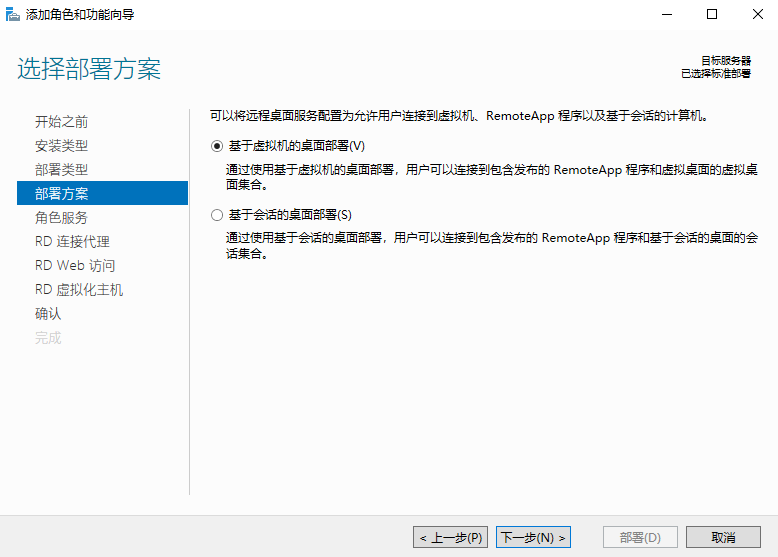 添加角色和功能向导
选择部署方案
目标服务器
已选择标准部署
开始之前
安装类型
部署类型
部署方案
角色服务
RD 连接代理
RD Web 访问
RD 虚拟化主机
确认
完成
可以将远程桌面服务配置为允许用户连接到虚拟机、RemoteApp 程序以及基于会话的计算机。
基于虚拟机的桌面部署(V)
通过使用基于虚拟机的桌面部署，用户可以连接到包含发布的 RemoteApp 程序和虚拟桌面的虚拟桌
面集合。
基于会话的桌面部署(S)
通过使用基于会话的桌面部署，用户可以连接到包含发布的 RemoteApp 程序和基于会话的桌面的会
话集合。
< 上一步(P)
下一步(N) >
部署(D)
取消